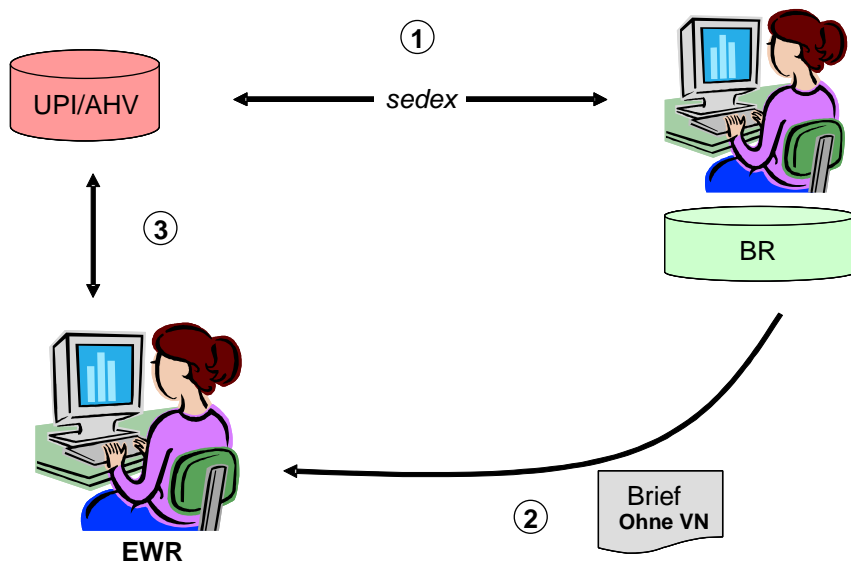 1
UPI/AHV
sedex
3
BR
2
Brief
Ohne VN
EWR